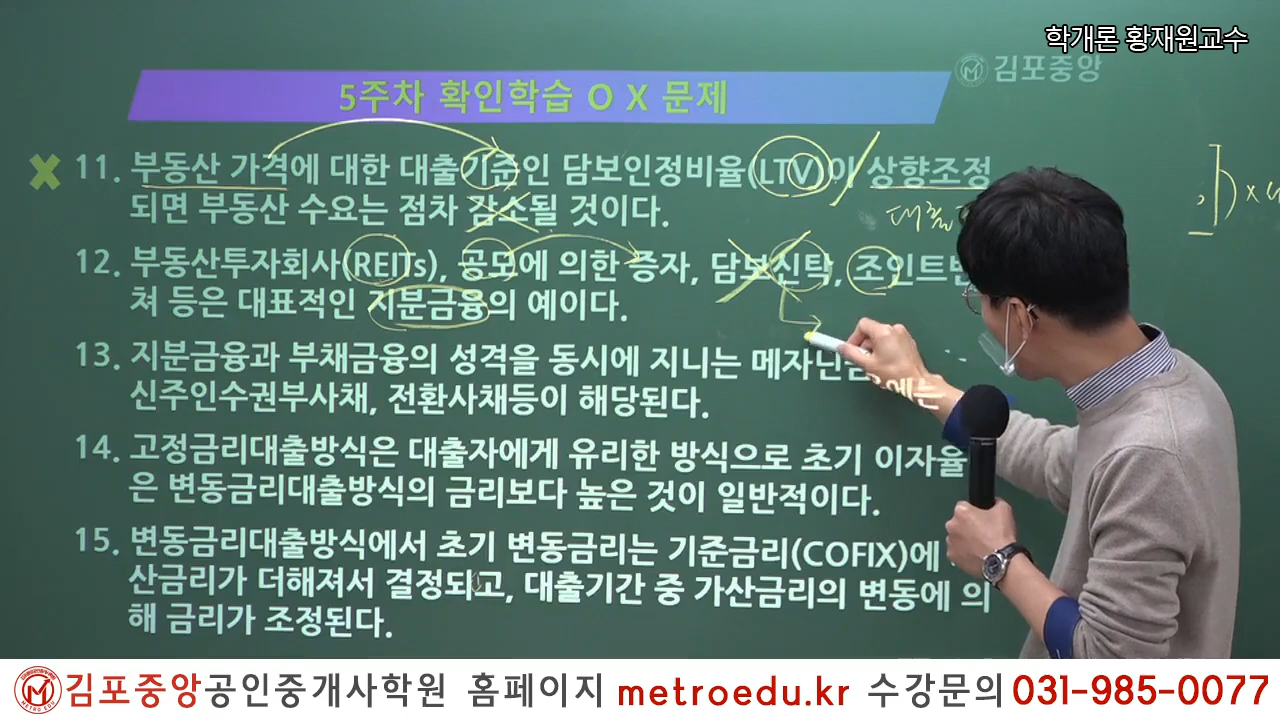 학개론 황재원교수
김포중앙
5주차 확인학습 O X 문제
11. 부동산 가격에 대한 대출기준인 담보인정비율(LTV)이 상향조정
되면 부동산 수요는 점차 감소될 것이다.
대출
12. 부동산투자회사(REITs), 공모에 의한 증자, 담보신탁, 조인트벤
쳐 등은 대표적인 지분금융의 예이다.
13. 지분금융과 부채금융의 성격을 동시에 지니는 메자닌금융에는
신주인수권부사채, 전환사채등이 해당된다.
14. 고정금리대출방식은 대출자에게 유리한 방식으로 초기 이자율
은 변동금리대출방식의 금리보다 높은 것이 일반적이다.
15. 변동금리대출방식에서 초기 변동금리는 기준금리(COFIX)에
산금리가 더해져서 결정되고, 대출기간 중 가산금리의 변동에 의
해 금리가 조정된다.
김포중앙공인중개사학원 홈페이지 metroedu.kr 수강문의 031-985-0077